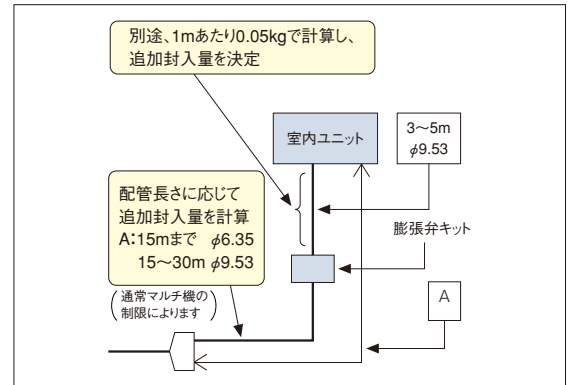 別途、1mあたり0.05kgで計算し、
追加封入量を決定
室内ユニット
3〜5m
φ9.53
配管長さに応じて
追加封入量を計算
A:15mまで φ6.35
15〜30m φ9.53
(通常マルチ機の
制限によります)
膨張弁キット
A